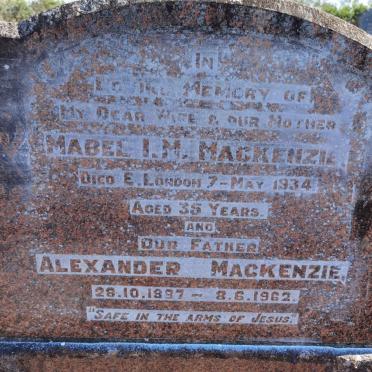 IN
LOVING MEMORY OF
MY DEAR WIFE & OUR MOTHER
MABEL I.M. MACKENZIE
DIED E. LONDON 7-MAY 1934
AGED 35 YEARS.
AND
OUR FATHER
ALEXANDER MACKENZIE.
28.10.1897 - 8.6.1962.
"SAFE IN THE ARMS OF JESUS.